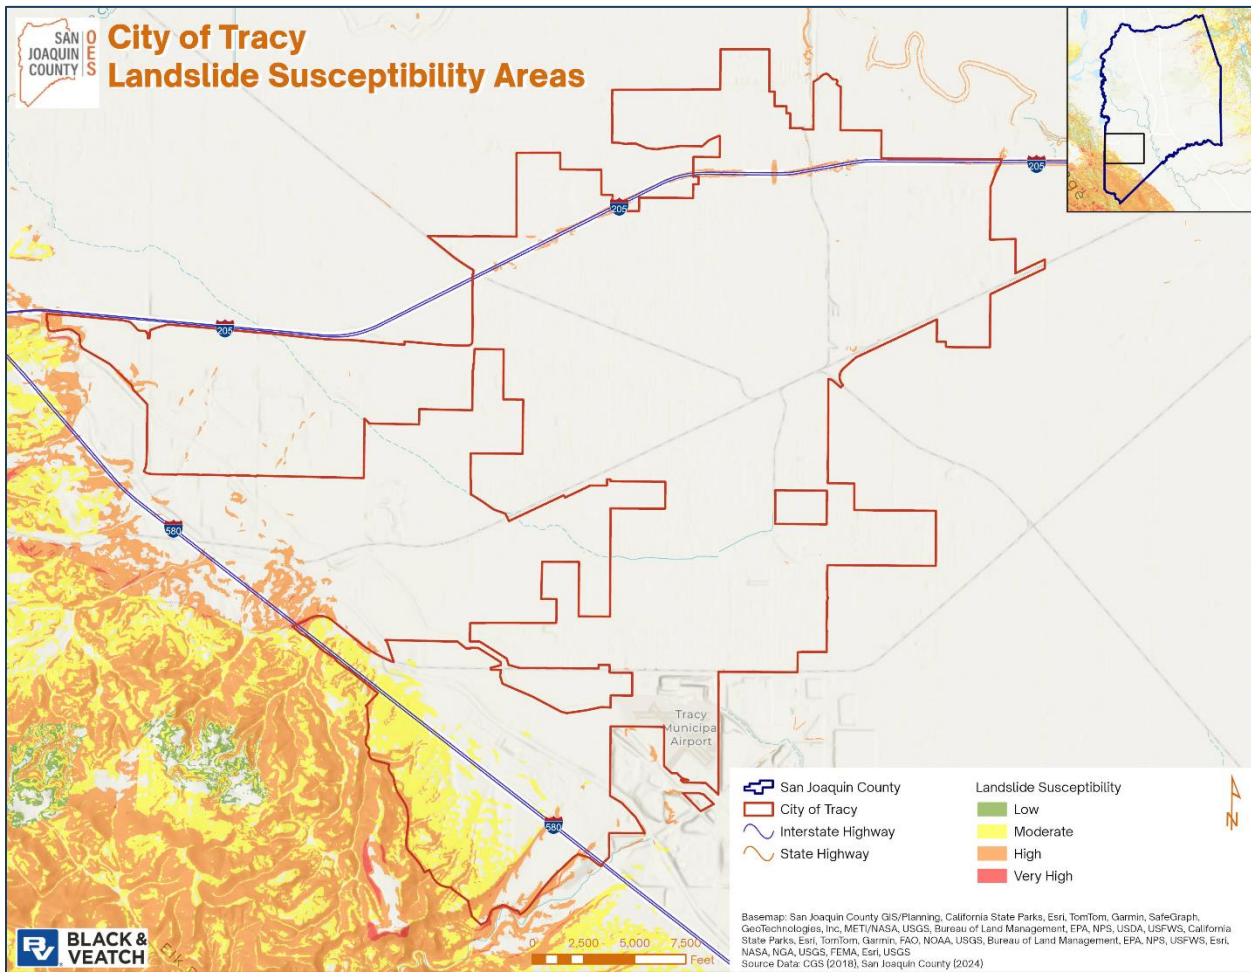 SAN
JOAQUIN
COUNTY
OES
City of Tracy
Landslide Susceptibility Areas
205
205
205
580
Tracy
Municipal
Airport
580
San Joaquin County
City of Tracy
Interstate Highway
State Highway
Landslide Susceptibility
Low
Moderate
High
Very High
N
0 2,500 5,000 7,500
Feet
BV BLACK &
VEATCH
Basemap: San Joaquin County GIS/Planning, California State Parks, Esri, TomTom, Garmin, SafeGraph,
GeoTechnologies, Inc, METI/NASA, USGS, Bureau of Land Management, EPA, NPS, USDA, USFWS, California
State Parks, Esri, TomTom, Garmin, FAO, NOAA, USGS, Bureau of Land Management, EPA, NPS, USFWS, Esri,
NASA, NGA, USGS, FEMA, Esri, USGS
Source Data: CGS (2018), San Joaquin County (2024)